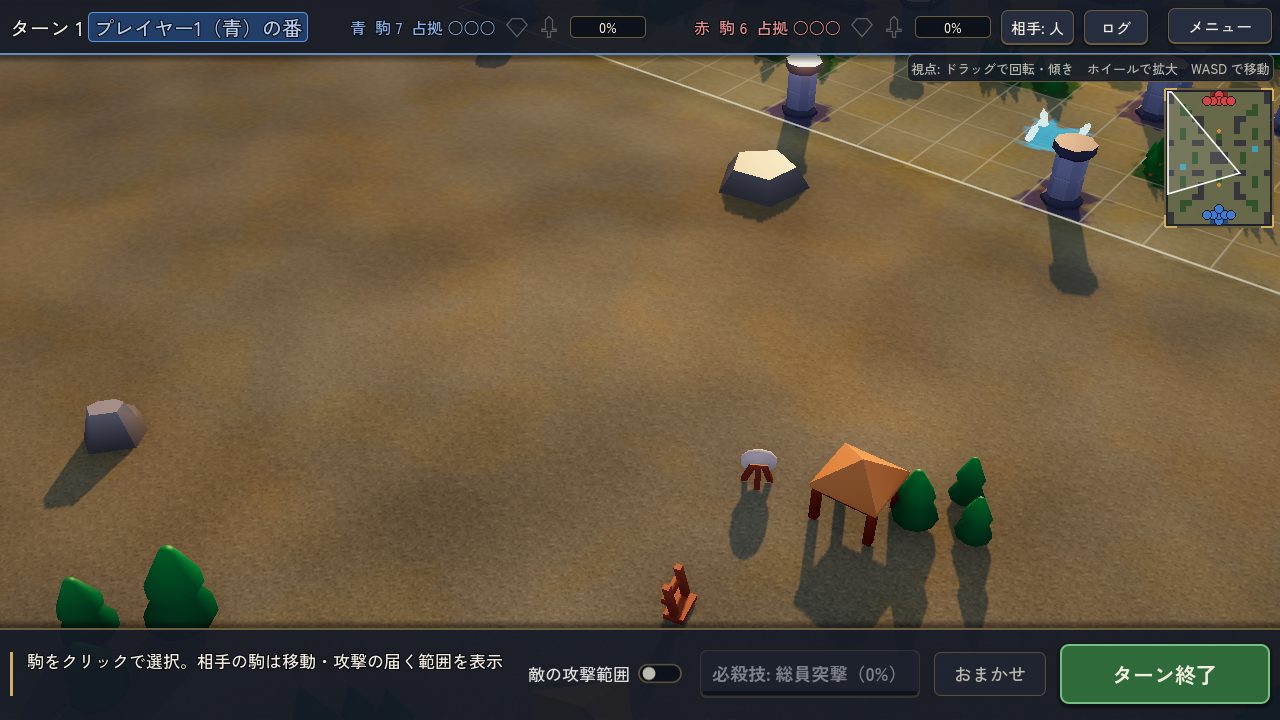 ターン 1 プレイヤー1（青）の番 青 駒 7 占拠 ○○○ 0% 赤 駒 6 占拠 ○○○ 0% 相手: 人 ログ メニュー
視点: ドラッグで回転・傾き ホイールで拡大 WASD で移動
駒をクリックで選択。相手の駒は移動・攻撃の届く範囲を表示
敵の攻撃範囲 必殺技: 総員突撃（0%） おまかせ ターン終了